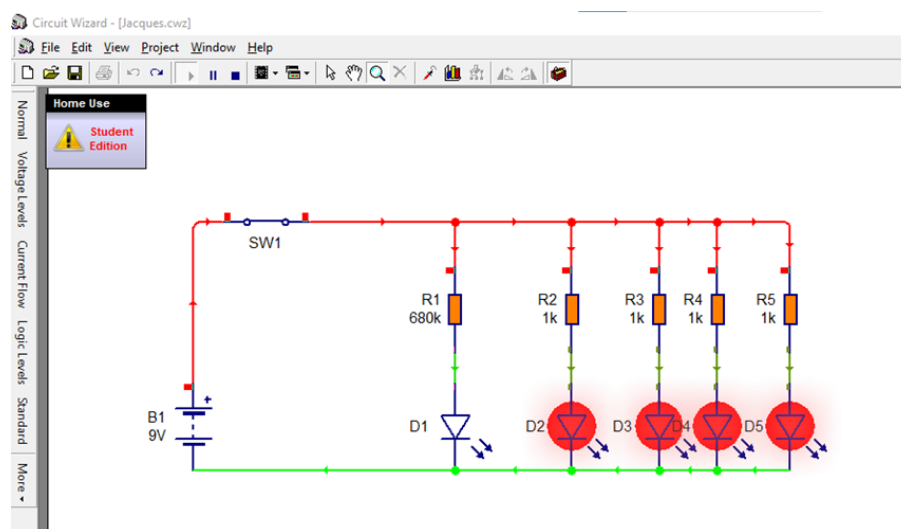 Circuit Wizard - [Jacques.cwz]
File Edit View Project Window Help
Home Use
Student
Edition
Normal
Voltage Levels
Current Flow
Logic Levels
Standard
More
SW1
R1
680k
R2
1k
R3
1k
R4
1k
R5
1k
B1
9V
+
D1
D2
D3
D4
D5